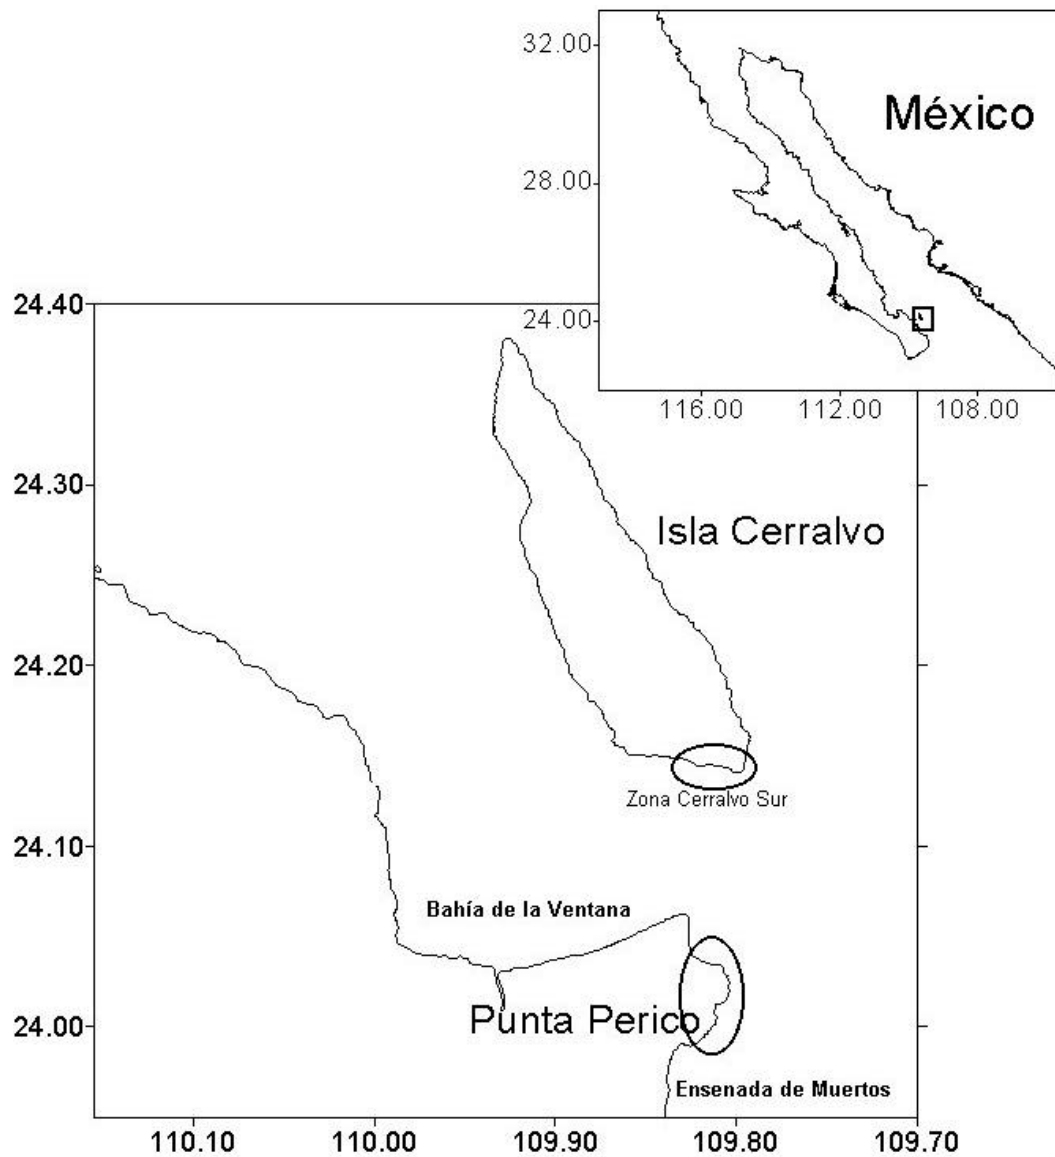 32.00
México
28.00
24.00
116.00 112.00 108.00
24.40
24.30
Isla Cerralvo
24.20
Zona Cerralvo Sur
24.10
Bahía de la Ventana
24.00
Punta Perico
Ensenada de Muertos
110.10 110.00 109.90 109.80 109.70